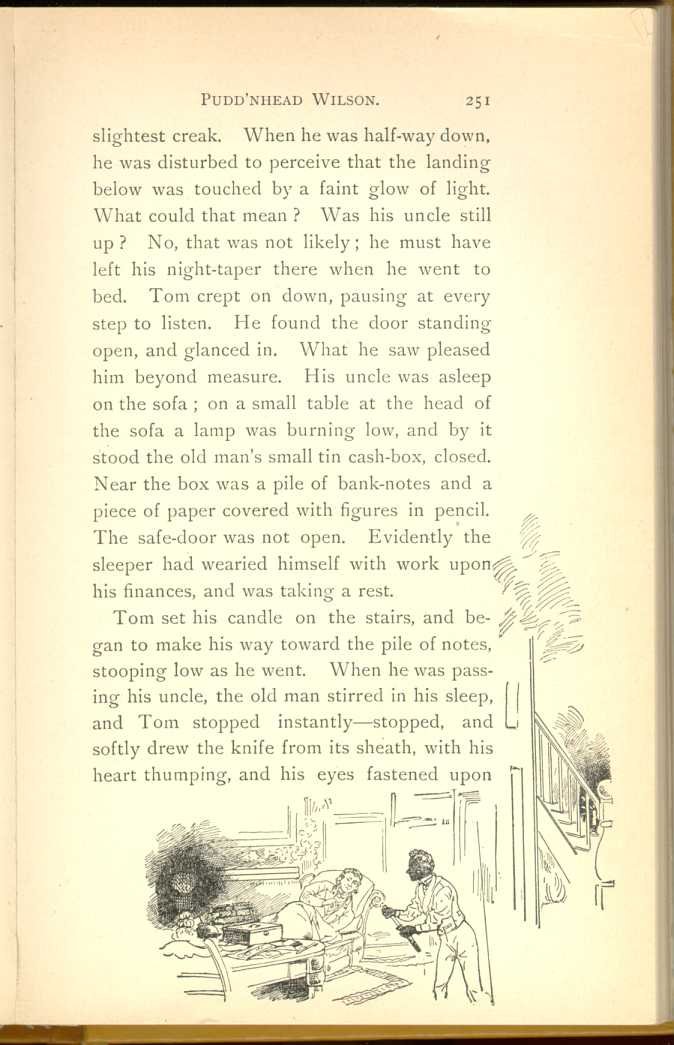 PUDD'NHEAD WILSON. 251
slightest creak. When he was half-way down,
he was disturbed to perceive that the landing
below was touched by a faint glow of light.
What could that mean ? Was his uncle still
up ? No, that was not likely ; he must have
left his night-taper there when he went to
bed. Tom crept on down, pausing at every
step to listen. He found the door standing
open, and glanced in. What he saw pleased
him beyond measure. His uncle was asleep
on the sofa ; on a small table at the head of
the sofa a lamp was burning low, and by it
stood the old man's small tin cash-box, closed.
Near the box was a pile of bank-notes and a
piece of paper covered with figures in pencil.
The safe-door was not open. Evidently the
sleeper had wearied himself with work upon
his finances, and was taking a rest.
Tom set his candle on the stairs, and be-
gan to make his way toward the pile of notes,
stooping low as he went. When he was pass-
ing his uncle, the old man stirred in his sleep,
and Tom stopped instantly—stopped, and
softly drew the knife from its sheath, with his
heart thumping, and his eyes fastened upon